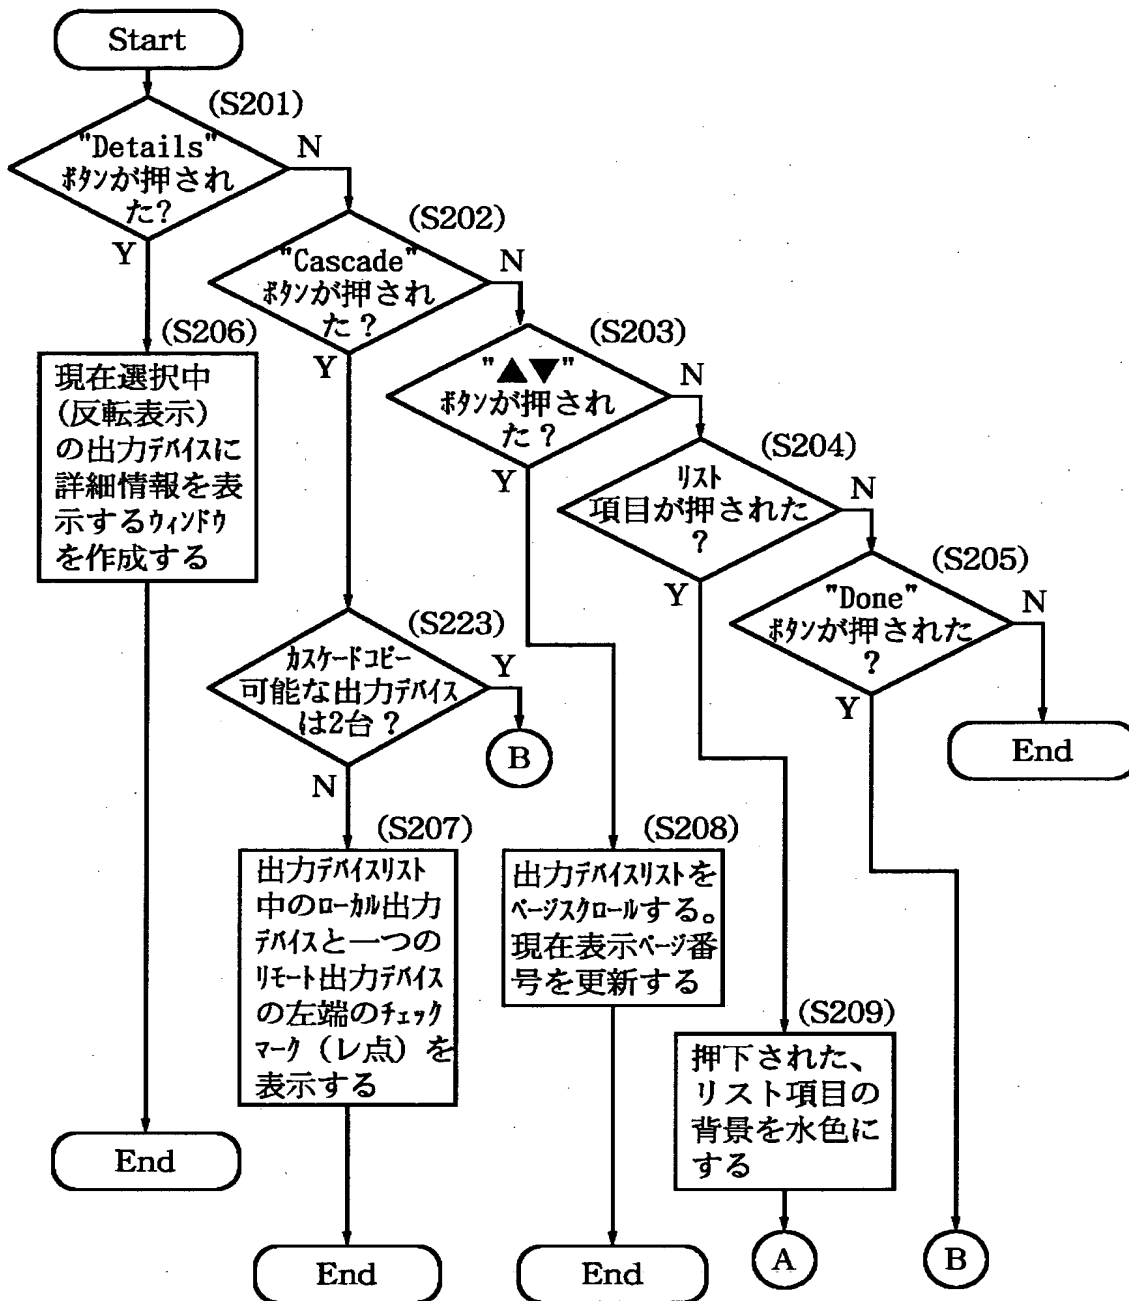 Start
(S201)
"Details"
ボタンが押され
た?
N
Y
(S202)
"Cascade"
ボタンが押され
た?
N
Y
(S206)
現在選択中
(反転表示)
の出力デバイスに
詳細情報を表
示するウィンドウ
を作成する
(S203)
"▲▼"
ボタンが押され
た?
N
Y
(S204)
リスト
項目が押された
?
N
Y
(S205)
"Done"
ボタンが押された
?
N
Y
End
(S223)
カスケードコピー
可能な出力デバイス
は2台?
Y
B
N
(S207)
出力デバイスリスト
中のローカル出力
デバイスと一つの
リモート出力デバイス
の左端のチェック
マーク(レ点)を
表示する
(S208)
出力デバイスリストを
ページスクロールする。
現在表示ページ番
号を更新する
(S209)
押下された、
リスト項目の
背景を水色に
する
End
End
End
A
B